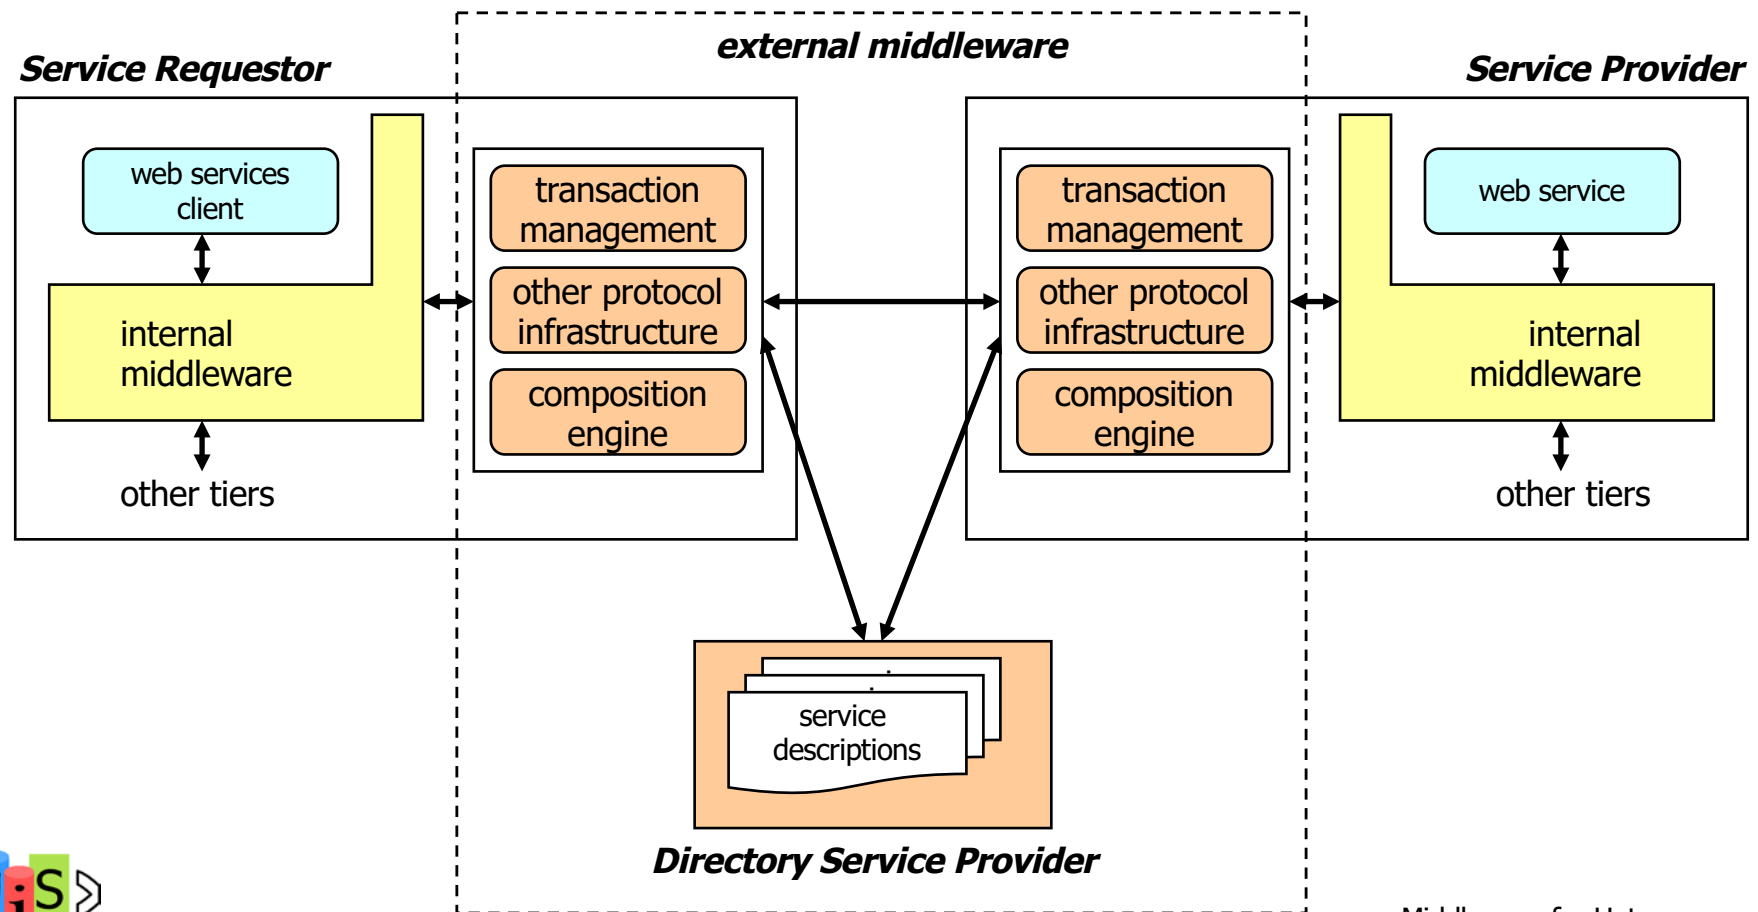 external middleware
Service Requestor
Service Provider
web services
client
internal
middleware
other tiers
transaction
management
other protocol
infrastructure
composition
engine
transaction
management
other protocol
infrastructure
composition
engine
web service
internal
middleware
other tiers
service
descriptions
Directory Service Provider
iS